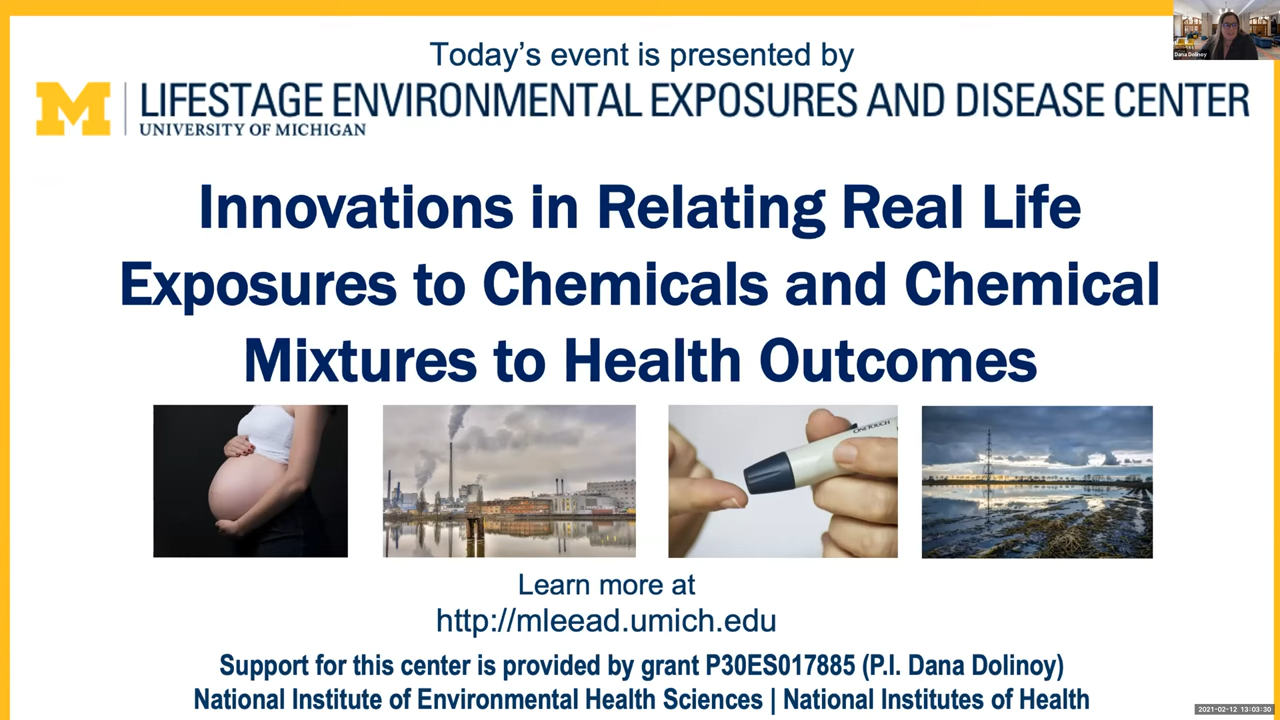 Today's event is presented by
M
LIFESTAGE ENVIRONMENTAL EXPOSURES AND DISEASE CENTER
UNIVERSITY OF MICHIGAN
Innovations in Relating Real Life
Exposures to Chemicals and Chemical
Mixtures to Health Outcomes
ONETOUCH
Learn more at
http://mleead.umich.edu
Support for this center is provided by grant P30ES017885 (P.I. Dana Dolinoy)
National Institute of Environmental Health Sciences | National Institutes of Health
Dana Dolinoy
2021-02-12 13:03:30